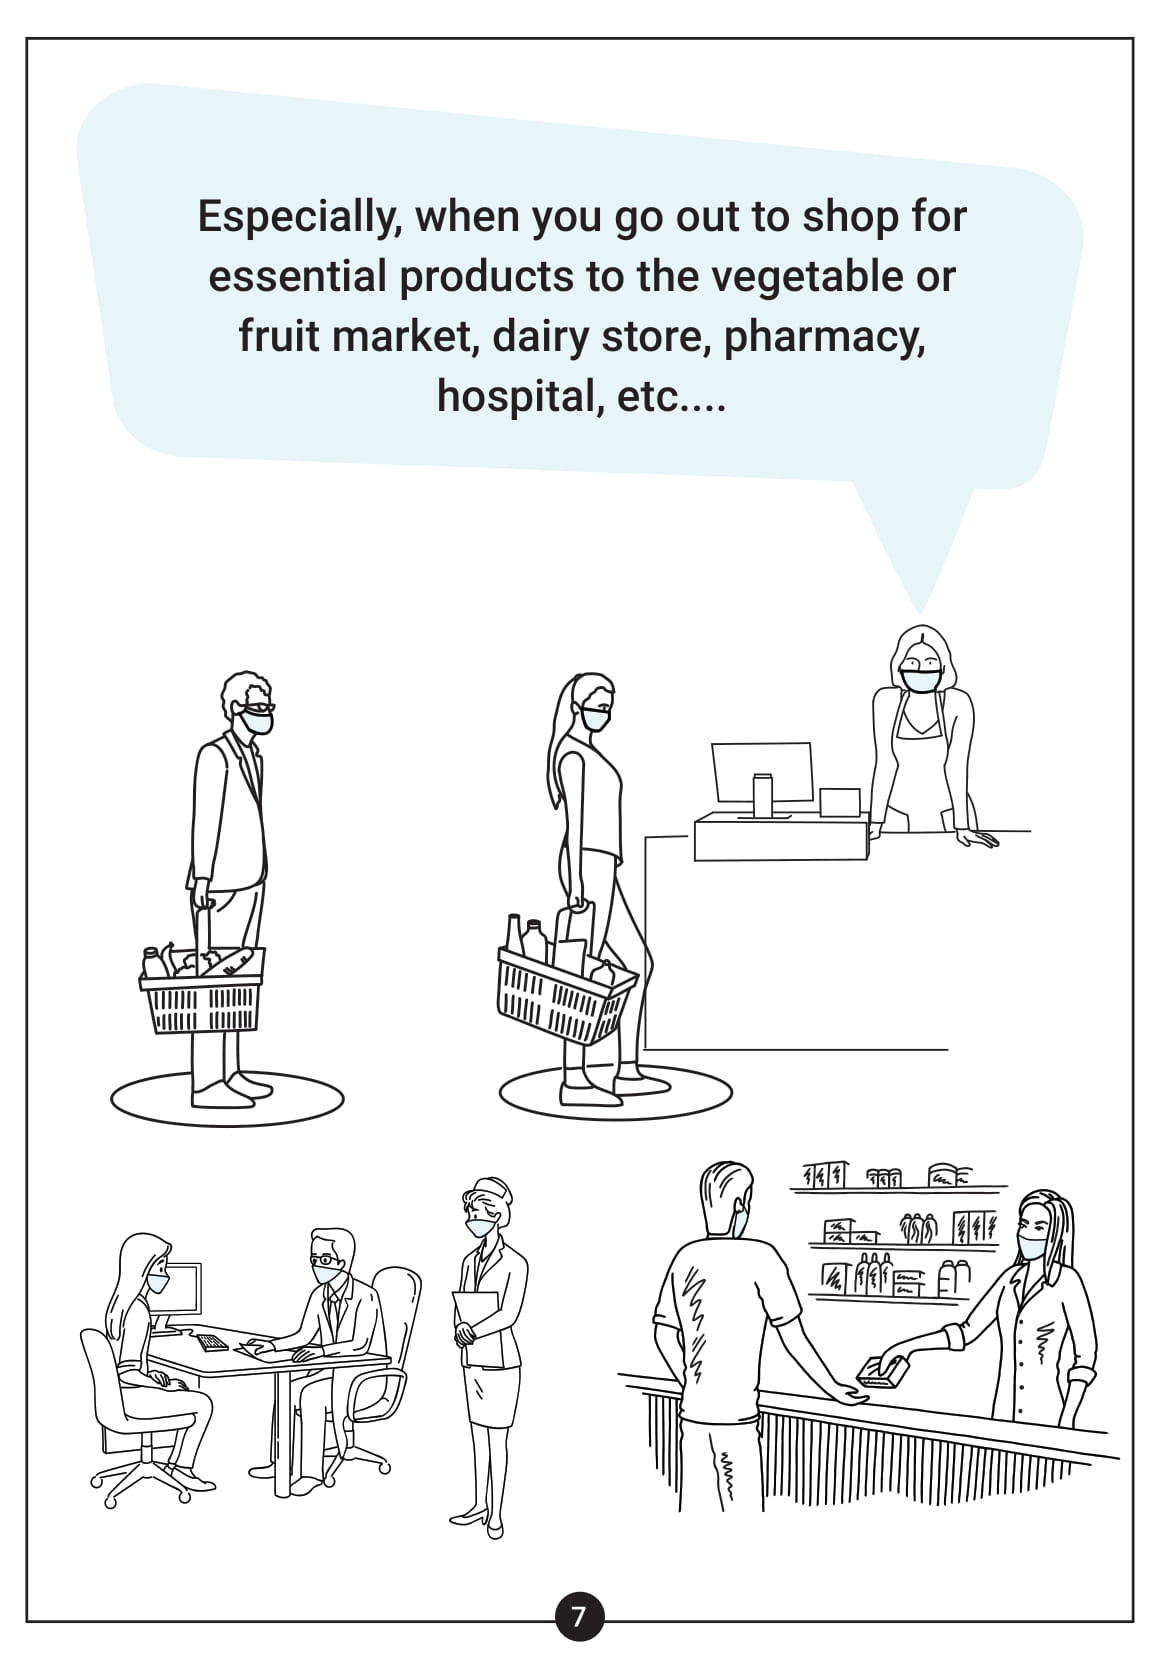 Especially, when you go out to shop for
essential products to the vegetable or
fruit market, dairy store, pharmacy,
hospital, etc....
7